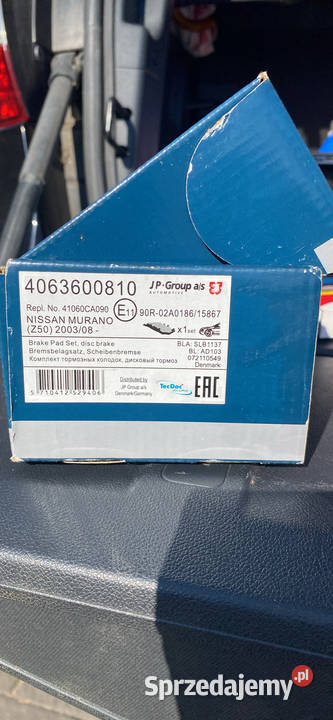 4063600810
JP·Group a/s
AUTOMOTIVE
Repl. No. 41060CA090
NISSAN MURANO
(Z50) 2003/08 -
E11
90R-02A0186/15867
x 1 set
Brake Pad Set, disc brake
Bremsbelagsatz, Scheibenbremse
Комплект тормозных колодок, дисковый тормоз
BLA: SLB1137
BL: AD103
072110549
Denmark
5 710412 529406
Distributed by
JP Group a/s
Denmark/Germany
TecDoc
EAC
Sprzedajemy.pl